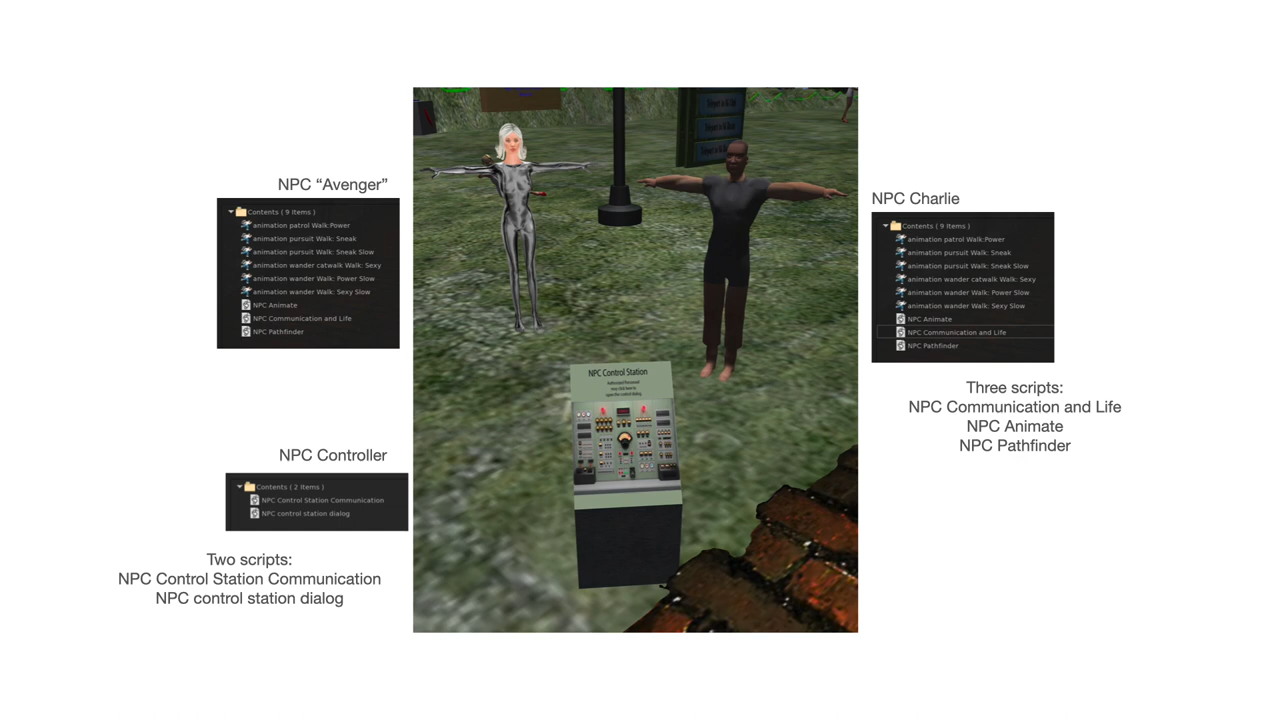 NPC “Avenger”
Contents ( 9 Items )
animation patrol Walk:Power
animation pursuit Walk: Sneak
animation pursuit Walk: Sneak Slow
animation wander catwalk Walk: Sexy
animation wander Walk: Power Slow
animation wander Walk: Sexy Slow
NPC Animate
NPC Communication and Life
NPC Pathfinder
NPC Controller
Contents ( 2 Items )
NPC Control Station Communication
NPC control station dialog
Two scripts:
NPC Control Station Communication
NPC control station dialog
NPC Control Station
Authorized Personnel
open the control dialog
NPC Charlie
Contents ( 9 Items )
animation patrol Walk:Power
animation pursuit Walk: Sneak
animation pursuit Walk: Sneak Slow
animation wander catwalk Walk: Sexy
animation wander Walk: Power Slow
animation wander Walk: Sexy Slow
NPC Animate
NPC Communication and Life
NPC Pathfinder
Three scripts:
NPC Communication and Life
NPC Animate
NPC Pathfinder